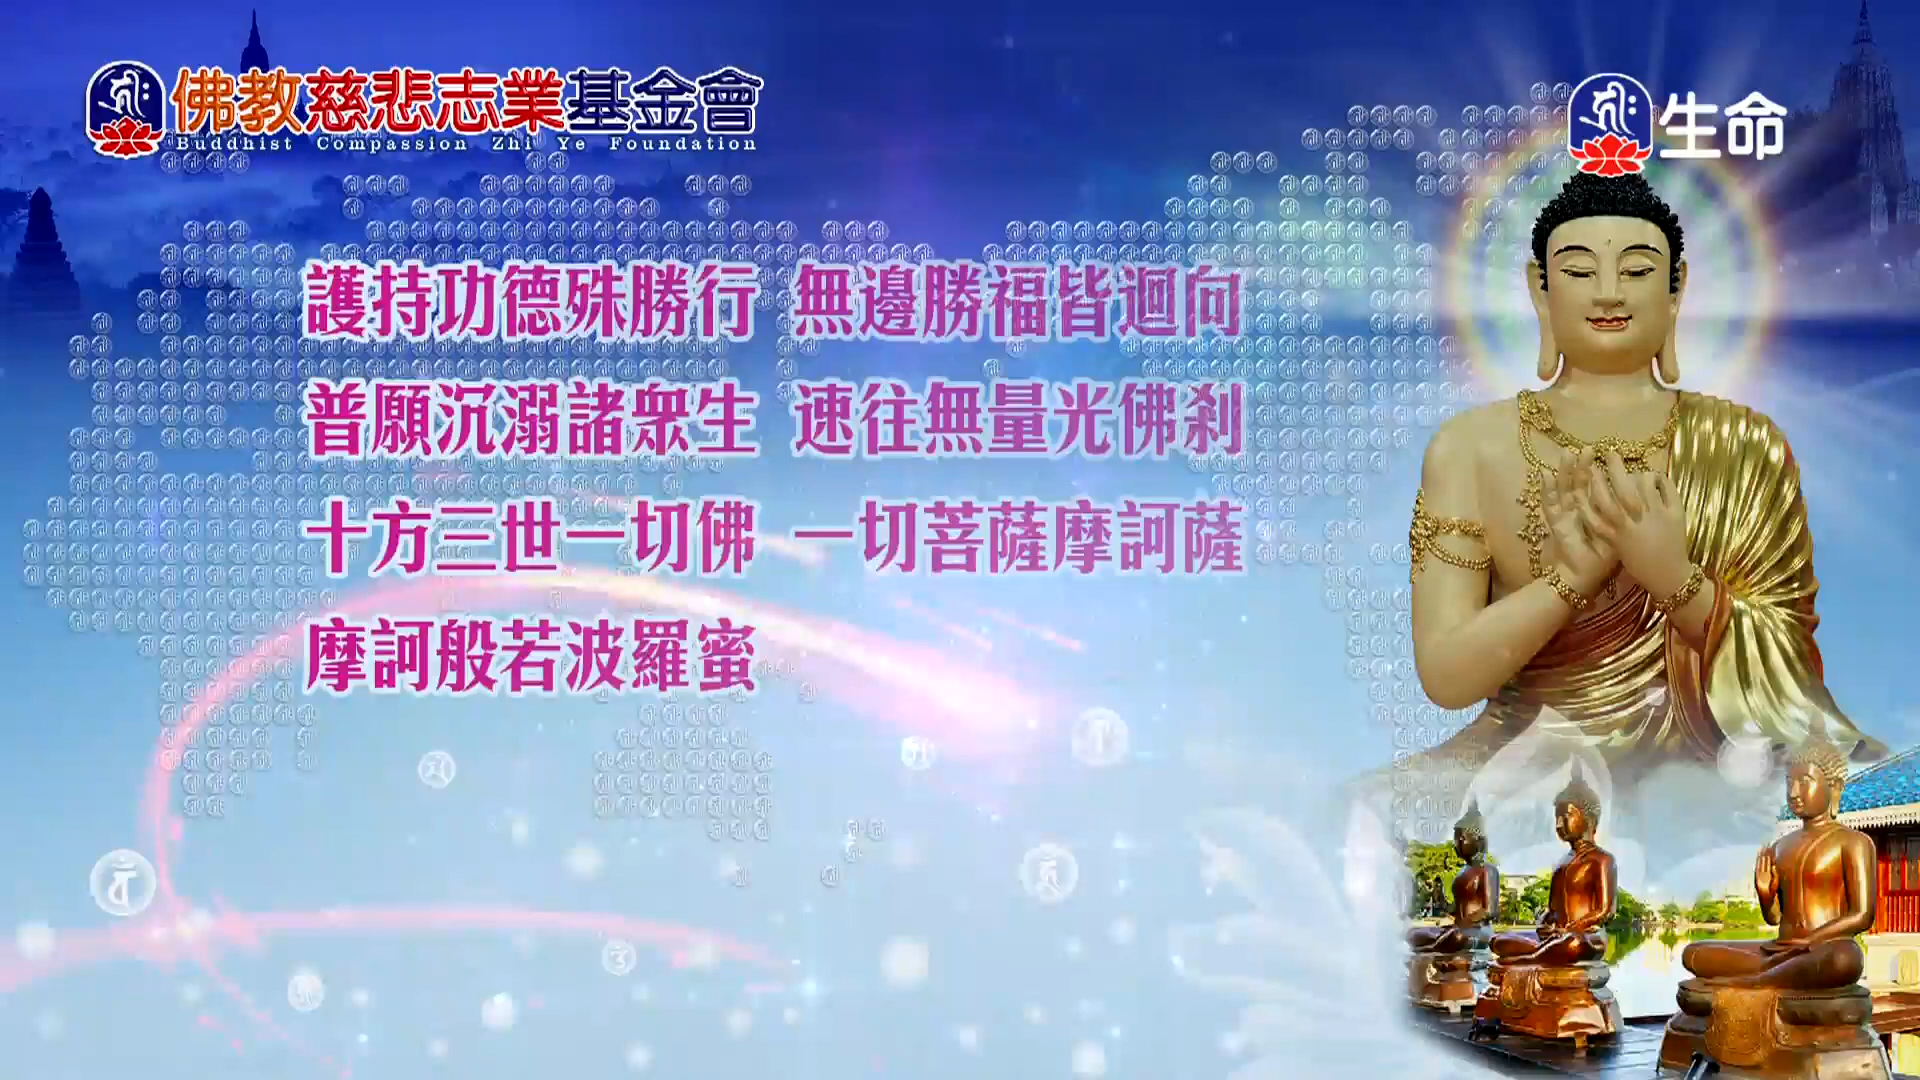 佛教慈悲志業基金會
Buddhist Compassion Zhi Ye Foundation
生命
護持功德殊勝行 無邊勝福皆迴向
普願沉溺諸眾生 速往無量光佛剎
十方三世一切佛 一切菩薩摩訶薩
摩訶般若波羅蜜